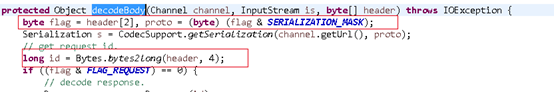 protected Object decodeBody(Channel channel, InputStream is, byte[] header) throws IOException {
byte flag = header[2], proto = (byte) (flag & SERIALIZATION_MASK);
Serialization s = CodecSupport.getSerialization(channel.getUrl(), proto);
// get request id.
long id = Bytes.bytes2long(header, 4);
if ((flag & FLAG_REQUEST) == 0) {
// decode response.